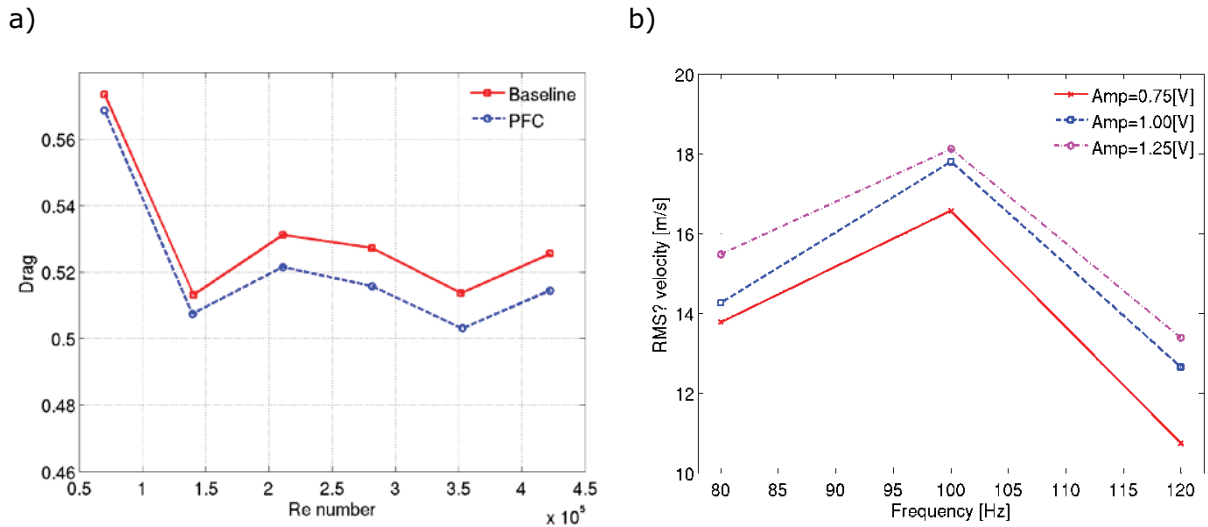 a)
Baseline
PFC
0.56
0.54
0.52
0.5
0.48
0.46
Drag
0.5 1 1.5 2 2.5 3 3.5 4 4.5
Re number
x 10^5
b)
20
18
16
14
12
10
Amp=0.75[V]
Amp=1.00[V]
Amp=1.25[V]
RMS? velocity [m/s]
80 85 90 95 100 105 110 115 120
Frequency [Hz]